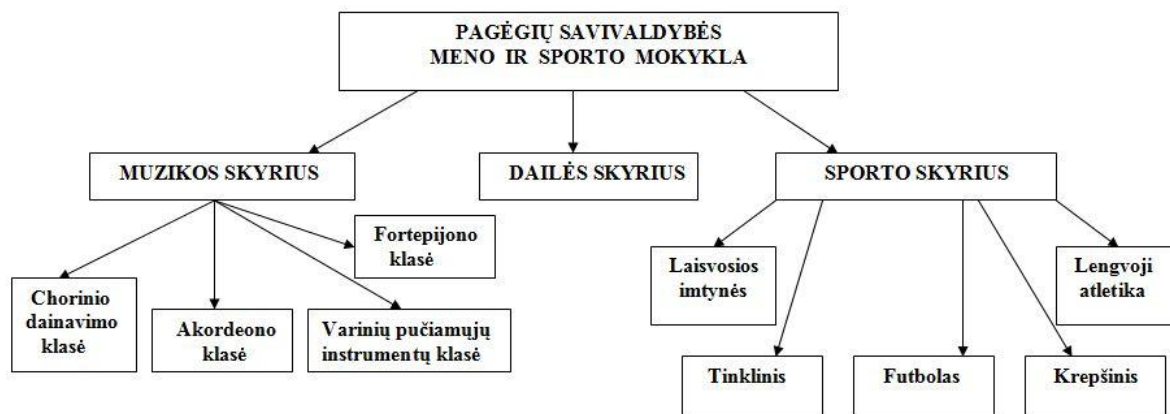 PAGĖGIŲ SAVIVALDYBĖS
MENO IR SPORTO MOKYKLA
MUZIKOS SKYRIUS
DAILĖS SKYRIUS
SPORTO SKYRIUS
Fortepijono
klasė
Chorinio
dainavimo
klasė
Akordeono
klasė
Varinių pučiamųjų
instrumentų klasė
Laisvosios
imtynės
Lengvoji
atletika
Tinklinis
Futbolas
Krepšinis